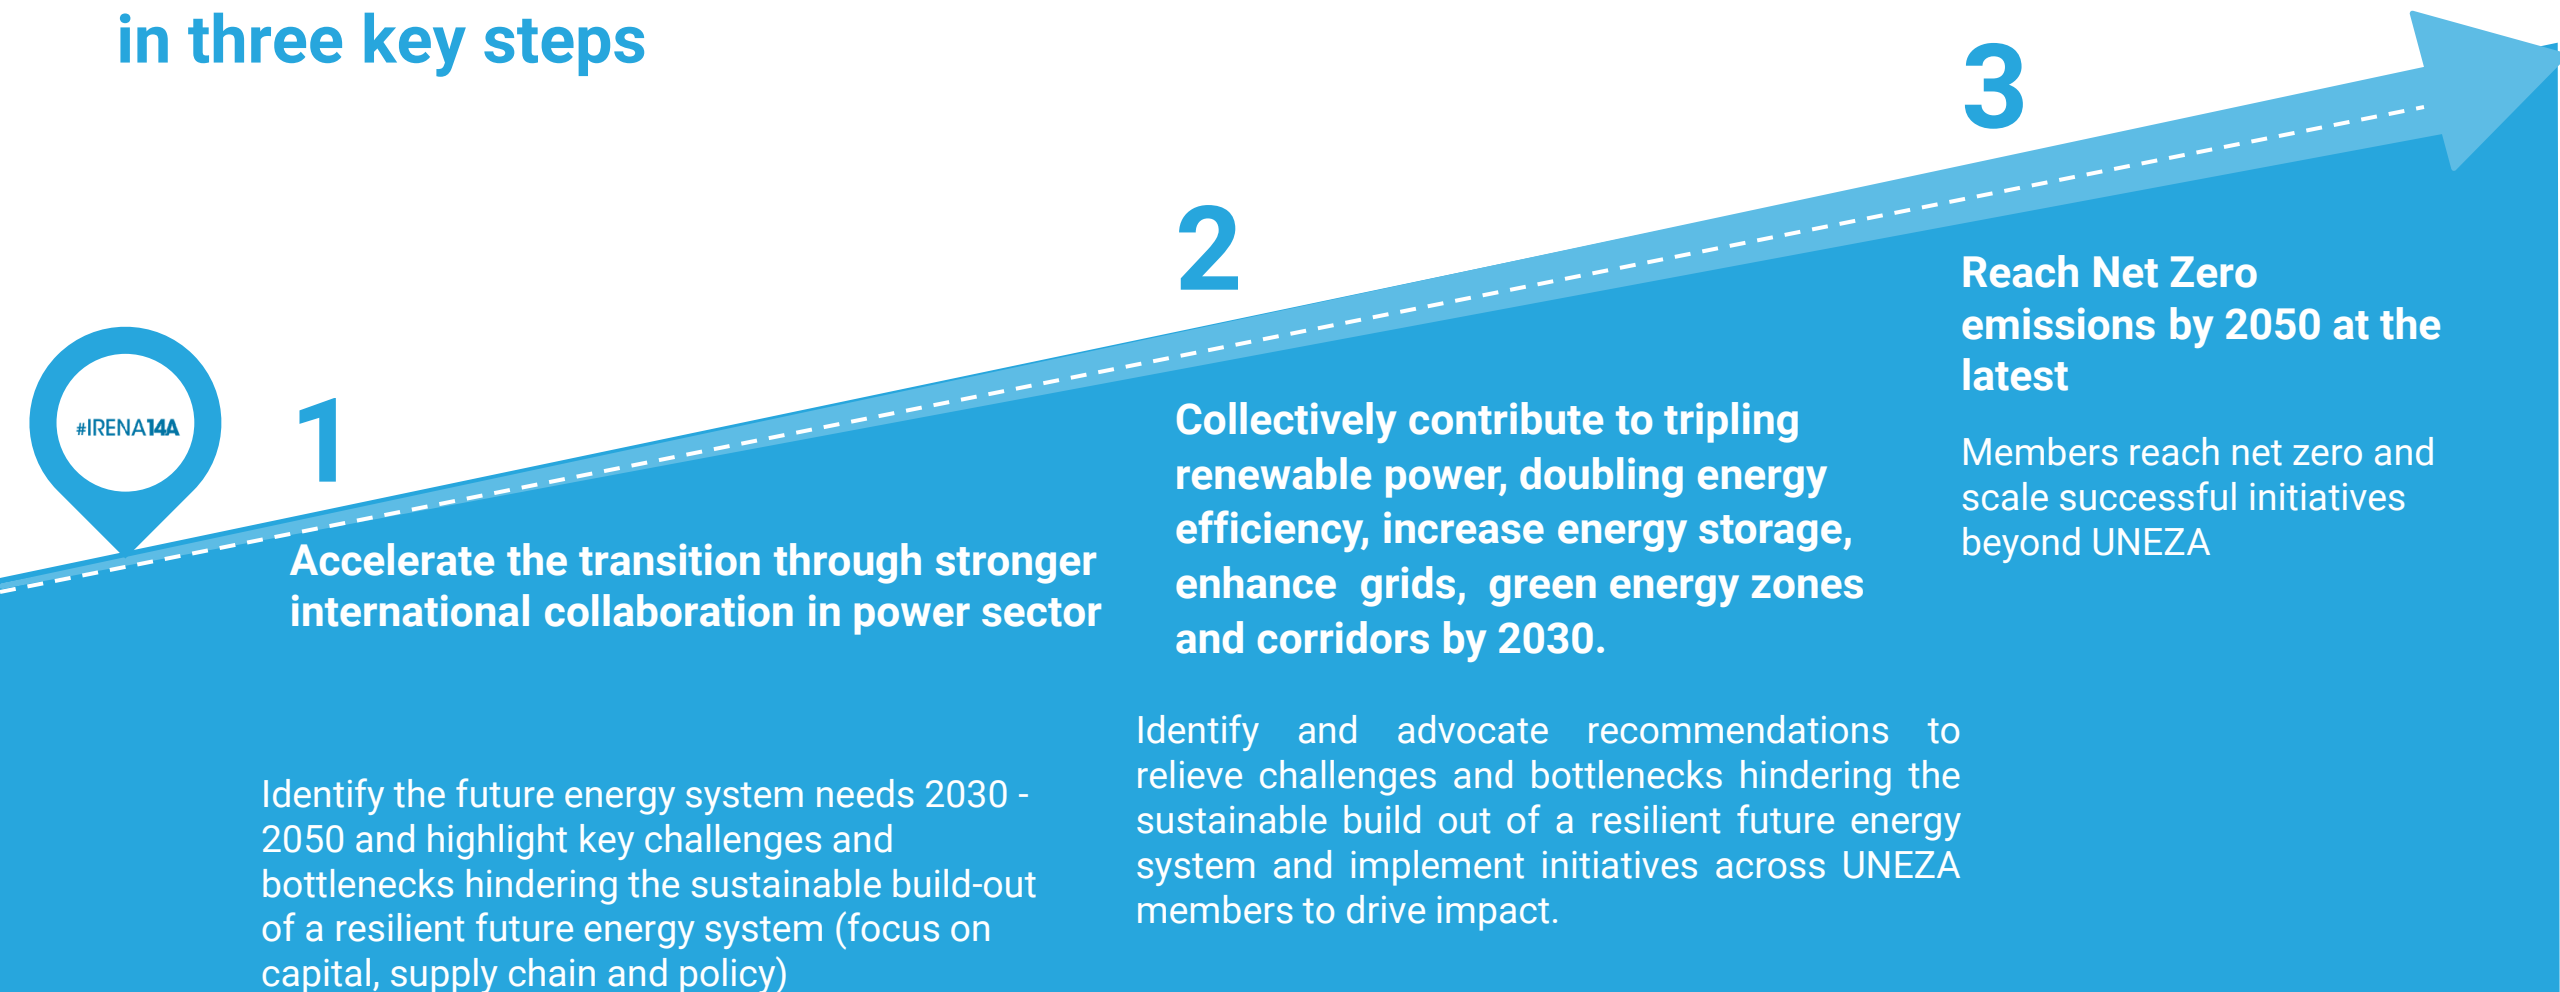 in three key steps
#IRENA14A
1
Accelerate the transition through stronger
international collaboration in power sector
Identify the future energy system needs 2030 -
2050 and highlight key challenges and
bottlenecks hindering the sustainable build-out
of a resilient future energy system (focus on
capital, supply chain and policy)
2
Collectively contribute to tripling
renewable power, doubling energy
efficiency, increase energy storage,
enhance  grids,  green energy zones
and corridors by 2030.
Identify and advocate recommendations to
relieve challenges and bottlenecks hindering the
sustainable build out of a resilient future energy
system and implement initiatives across UNEZA
members to drive impact.
3
Reach Net Zero
emissions by 2050 at the
latest
Members reach net zero and
scale successful initiatives
beyond UNEZA